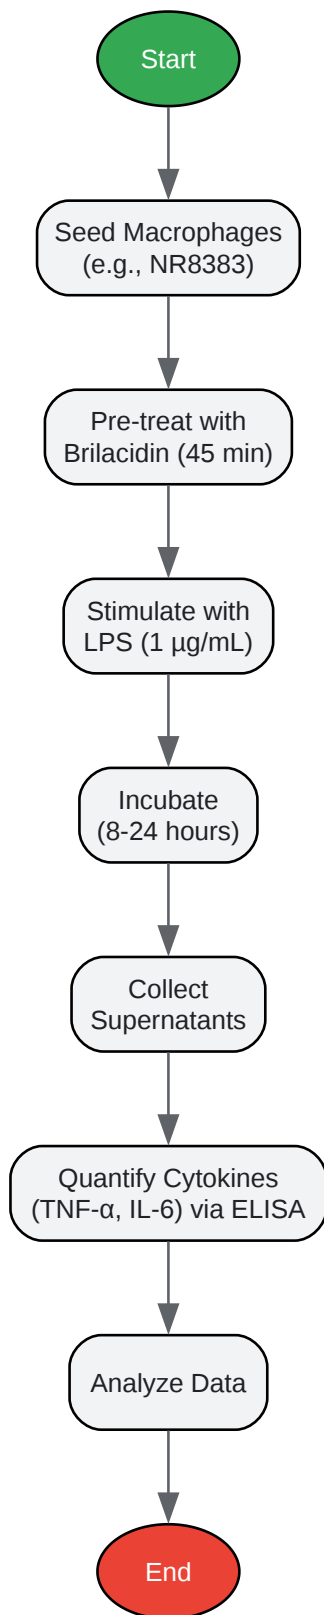 Start
Seed Macrophages
(e.g., NR8383)
Pre-treat with
Brilacidin (45 min)
Stimulate with
LPS (1 µg/mL)
Incubate
(8-24 hours)
Collect
Supernatants
Quantify Cytokines
(TNF-α, IL-6) via ELISA
Analyze Data
End